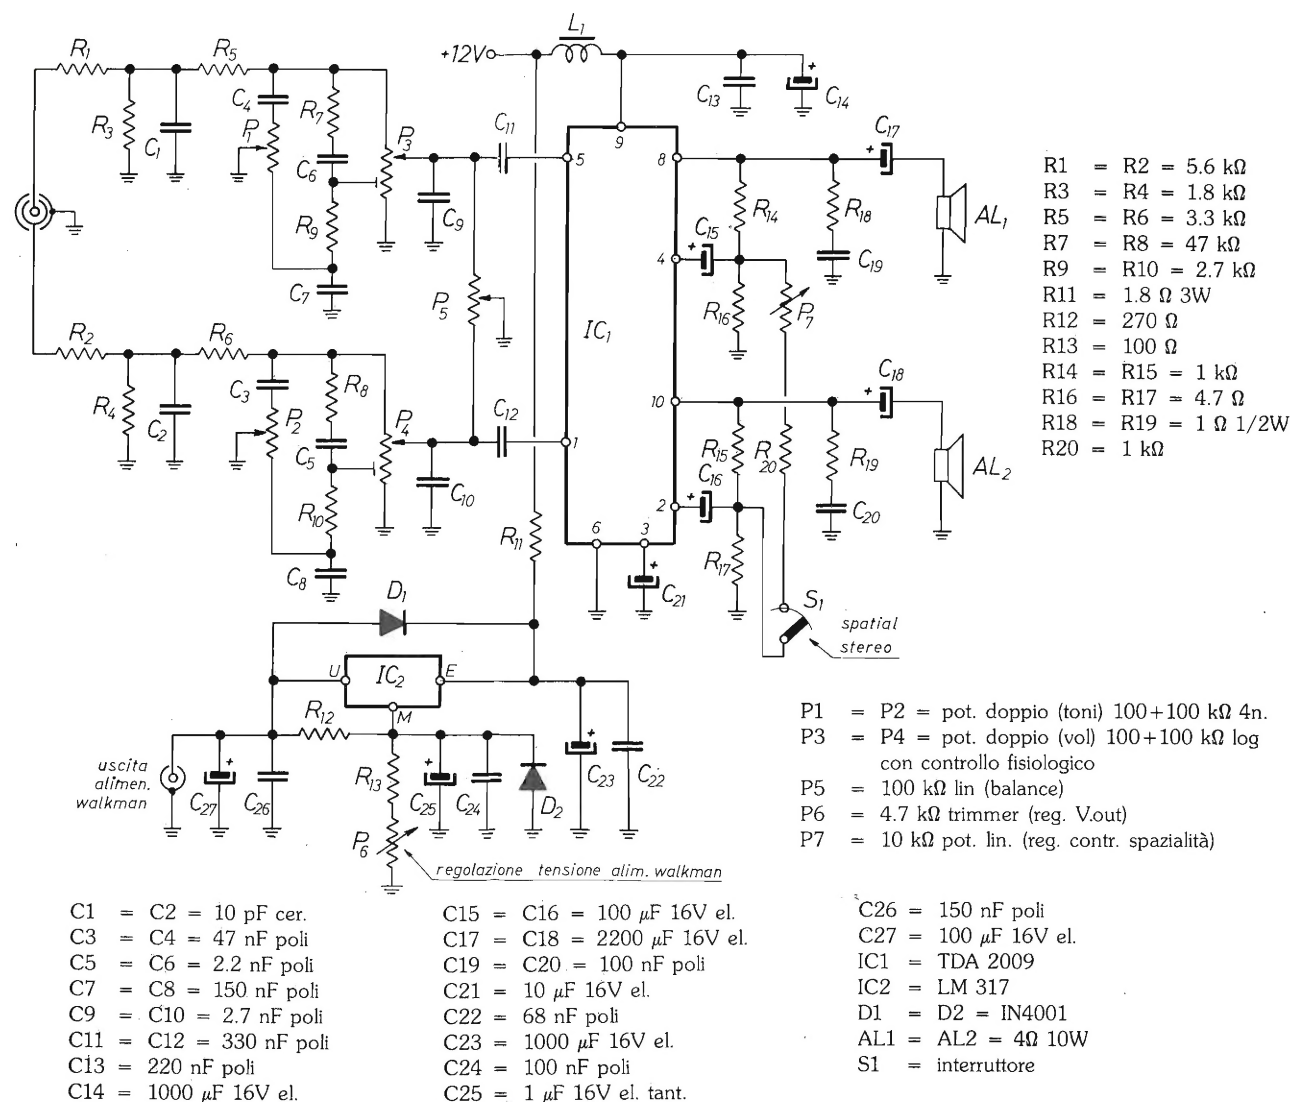 L1
+12V
R1
R5
C4
R7
P3
C11
9
C13
C14
C17
R3
C1
P1
C6
5
8
R9
C9
R14
R18
AL1
C15
C19
4
C7
P5
IC1
R16
P7
R2
R6
C3
R8
P4
C12
10
C18
R4
C2
P2
C5
1
R15
R20
R19
AL2
C16
C10
R10
2
C20
R11
6
3
R17
C8
C21
S1
D1
spatial
stereo
U
IC2
E
M
R12
uscita
alimen.
walkman
C27
C26
R13
C25
C24
D2
C23
C22
P6
regolazione tensione alim. walkman
R1 = R2 = 5.6 kΩ
R3 = R4 = 1.8 kΩ
R5 = R6 = 3.3 kΩ
R7 = R8 = 47 kΩ
R9 = R10 = 2.7 kΩ
R11 = 1.8 Ω 3W
R12 = 270 Ω
R13 = 100 Ω
R14 = R15 = 1 kΩ
R16 = R17 = 4.7 Ω
R18 = R19 = 1 Ω 1/2W
R20 = 1 kΩ
P1 = P2 = pot. doppio (toni) 100+100 kΩ 4n.
P3 = P4 = pot. doppio (vol) 100+100 kΩ log
con controllo fisiologico
P5 = 100 kΩ lin (balance)
P6 = 4.7 kΩ trimmer (reg. V.out)
P7 = 10 kΩ pot. lin. (reg. contr. spazialità)
C1 = C2 = 10 pF cer.
C3 = C4 = 47 nF poli
C5 = C6 = 2.2 nF poli
C7 = C8 = 150 nF poli
C9 = C10 = 2.7 nF poli
C11 = C12 = 330 nF poli
C13 = 220 nF poli
C14 = 1000 µF 16V el.
C15 = C16 = 100 µF 16V el.
C17 = C18 = 2200 µF 16V el.
C19 = C20 = 100 nF poli
C21 = 10 µF 16V el.
C22 = 68 nF poli
C23 = 1000 µF 16V el.
C24 = 100 nF poli
C25 = 1 µF 16V el. tant.
C26 = 150 nF poli
C27 = 100 µF 16V el.
IC1 = TDA 2009
IC2 = LM 317
D1 = D2 = IN4001
AL1 = AL2 = 4Ω 10W
S1 = interruttore